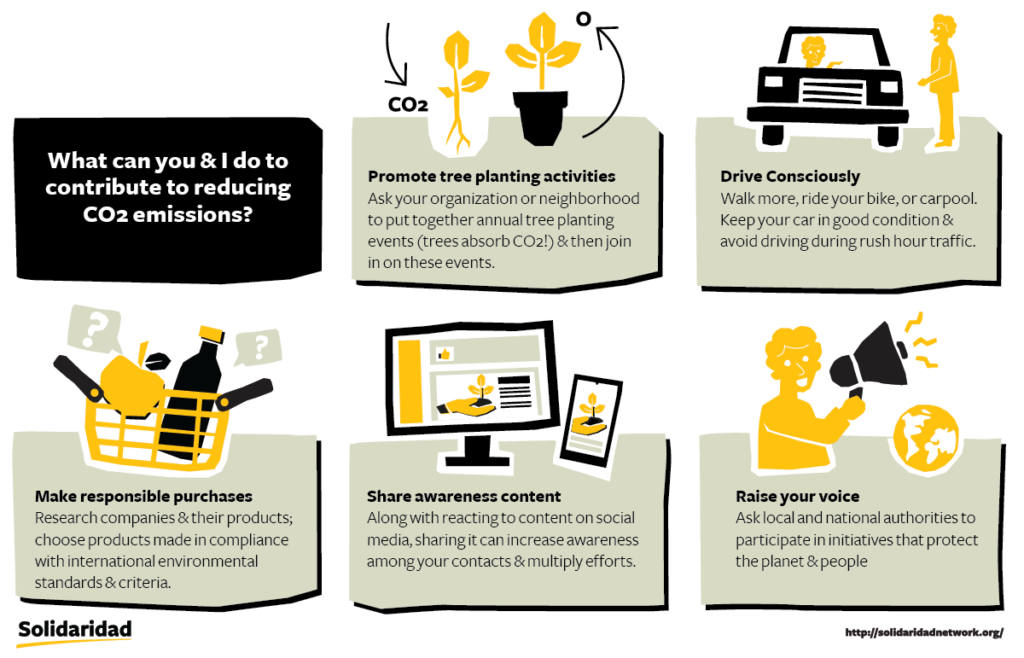 What can you & I do to
contribute to reducing
CO2 emissions?
CO2
O
Promote tree planting activities
Ask your organization or neighborhood
to put together annual tree planting
events (trees absorb CO2!) & then join
in on these events.
Drive Consciously
Walk more, ride your bike, or carpool.
Keep your car in good condition &
avoid driving during rush hour traffic.
?
?
Make responsible purchases
Research companies & their products;
choose products made in compliance
with international environmental
standards & criteria.
Share awareness content
Along with reacting to content on social
media, sharing it can increase awareness
among your contacts & multiply efforts.
Raise your voice
Ask local and national authorities to
participate in initiatives that protect
the planet & people
Solidaridad
http://solidaridadnetwork.org/